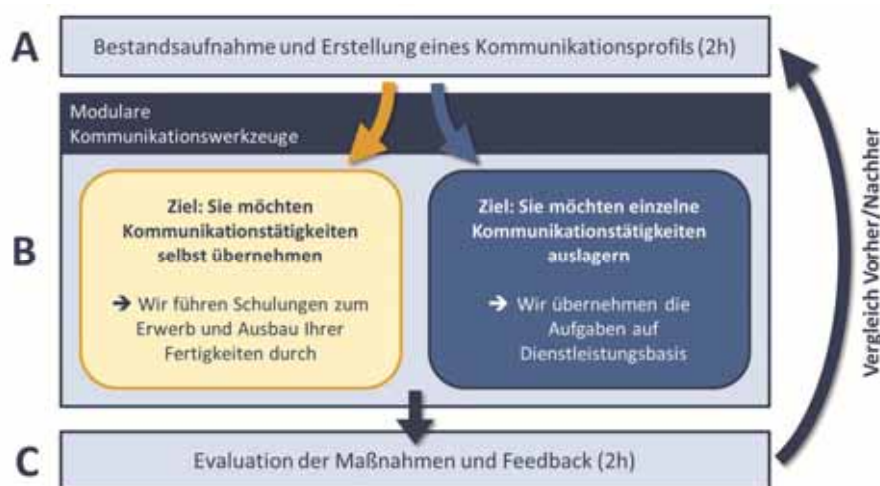 A
Bestandsaufnahme und Erstellung eines Kommunikationsprofils (2h)
Modulare
Kommunikationswerkzeuge
B
Ziel: Sie möchten
Kommunikationstätigkeiten
selbst übernehmen
➔ Wir führen Schulungen zum
Erwerb und Ausbau Ihrer
Fertigkeiten durch
Ziel: Sie möchten einzelne
Kommunikationstätigkeiten
auslagern
➔ Wir übernehmen die
Aufgaben auf
Dienstleistungsbasis
C
Evaluation der Maßnahmen und Feedback (2h)
Vergleich Vorher/Nachher